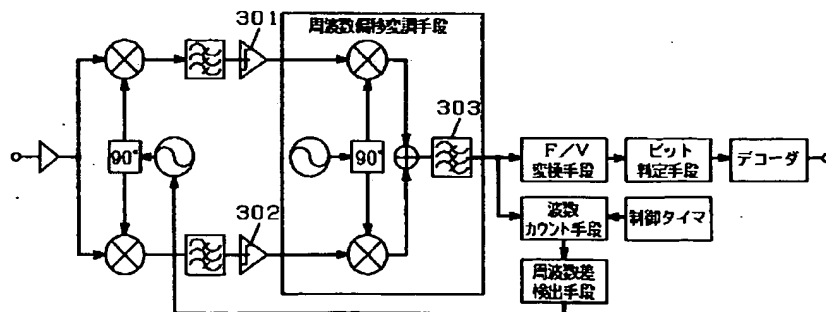 301
周波数偏移変調手段
303
90°
90°
F/V
変換手段
ビット
判定手段
デコーダ
302
波数
カウント手段
制御タイマ
周波数差
検出手段